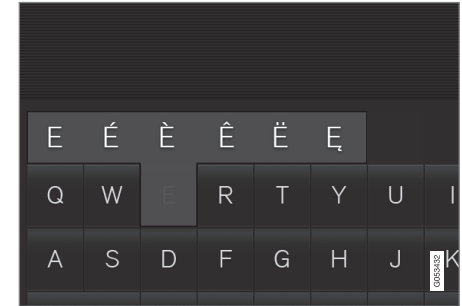 E É È Ê Ë Ę
Q W E R T Y U I
A S D F G H J K
G053432